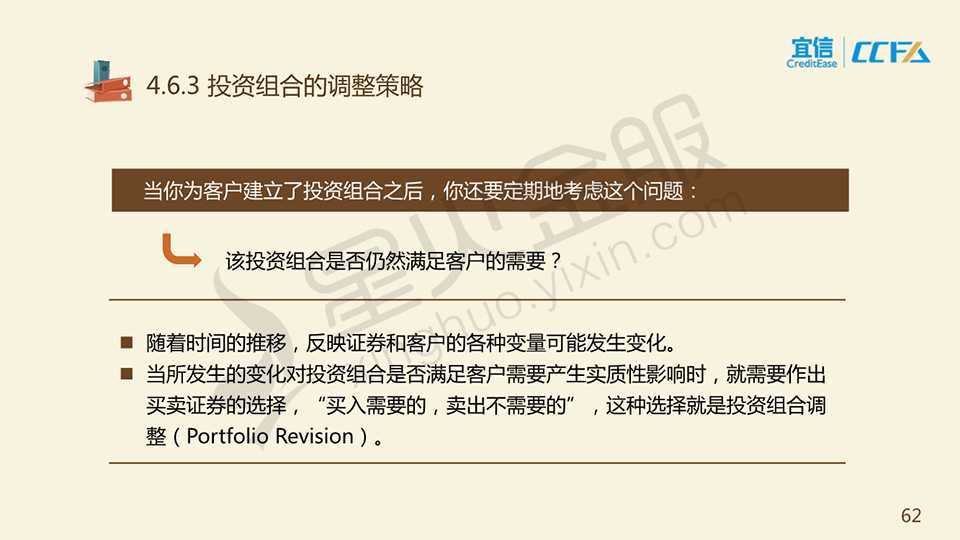 宜信
CreditEase
CCFA
4.6.3 投资组合的调整策略
当你为客户建立了投资组合之后，你还要定期地考虑这个问题：
该投资组合是否仍然满足客户的需要？
■ 随着时间的推移，反映证券和客户的各种变量可能发生变化。
■ 当所发生的变化对投资组合是否满足客户需要产生实质性影响时，就需要作出
买卖证券的选择，“买入需要的，卖出不需要的”，这种选择就是投资组合调
整（Portfolio Revision）。
星火金服
xinghuo.yixin.com
62